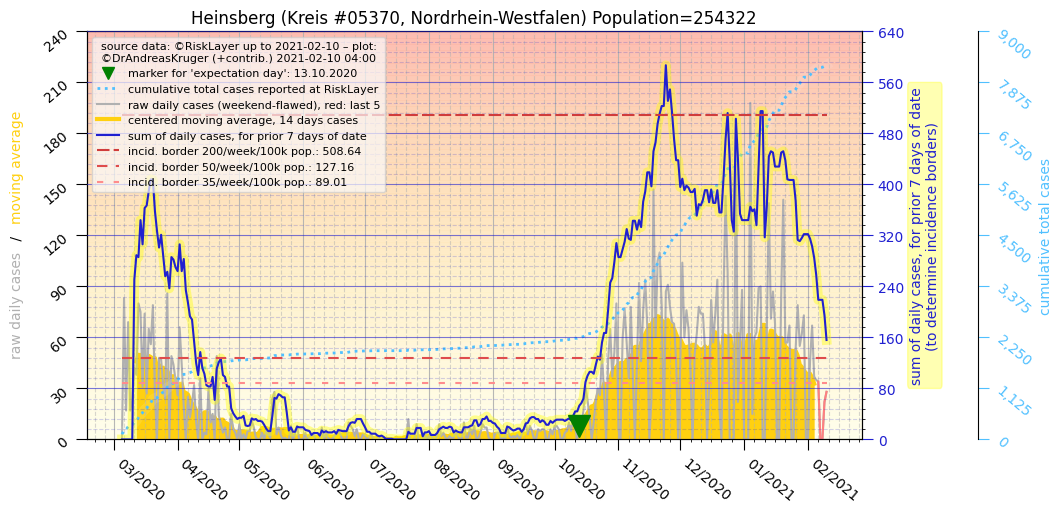 Heinsberg (Kreis #05370, Nordrhein-Westfalen) Population=254322
source data: ©RiskLayer up to 2021-02-10 – plot:
©DrAndreasKruger (+contrib.) 2021-02-10 04:00
marker for 'expectation day': 13.10.2020
cumulative total cases reported at RiskLayer
raw daily cases (weekend-flawed), red: last 5
centered moving average, 14 days cases
sum of daily cases, for prior 7 days of date
incid. border 200/week/100k pop.: 508.64
incid. border 50/week/100k pop.: 127.16
incid. border 35/week/100k pop.: 89.01
raw daily cases / moving average
240
210
180
150
120
90
60
30
0
03/2020
04/2020
05/2020
06/2020
07/2020
08/2020
09/2020
10/2020
11/2020
12/2020
01/2021
02/2021
640
560
480
400
320
240
160
80
0
sum of daily cases, for prior 7 days of date
(to determine incidence borders)
9,000
7,875
6,750
5,625
4,500
3,375
2,250
1,125
0
cumulative total cases